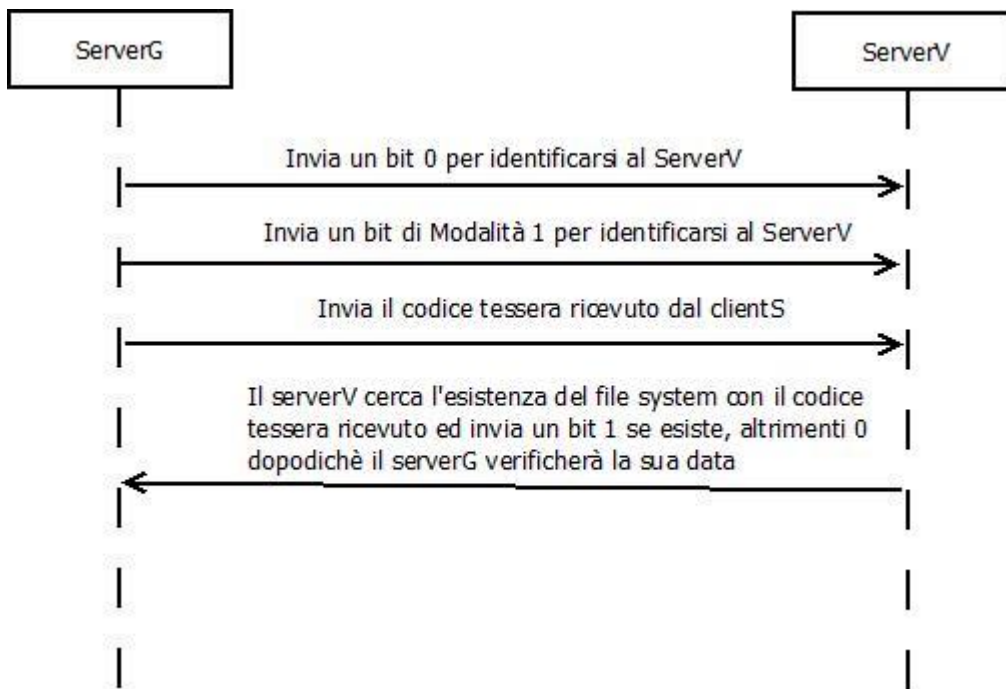 ServerG
ServerV
Invia un bit 0 per identificarsi al ServerV
Invia un bit di Modalità 1 per identificarsi al ServerV
Invia il codice tessera ricevuto dal clientS
Il serverV cerca l'esistenza del file system con il codice
tessera ricevuto ed invia un bit 1 se esiste, altrimenti 0
dopodichè il serverG verificherà la sua data